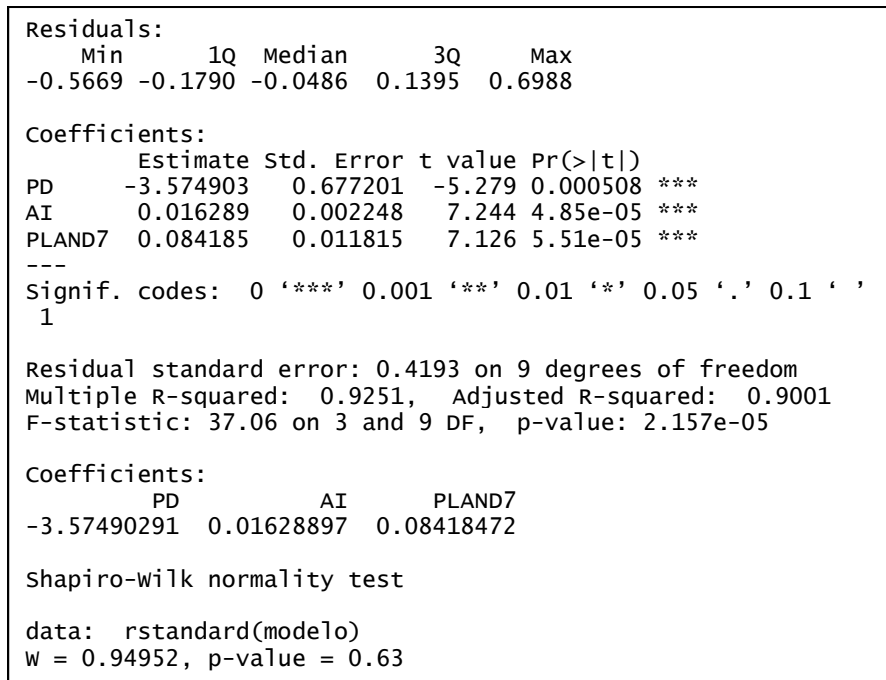 Residuals:
    Min      1Q  Median      3Q     Max
-0.5669 -0.1790 -0.0486  0.1395  0.6988
Coefficients:
        Estimate Std. Error t value Pr(>|t|)
PD     -3.574903   0.677201  -5.279 0.000508 ***
AI      0.016289   0.002248   7.244 4.85e-05 ***
PLAND7  0.084185   0.011815   7.126 5.51e-05 ***
---
Signif. codes:  0 ‘***’ 0.001 ‘**’ 0.01 ‘*’ 0.05 ‘.’ 0.1 ‘ ’
 1
Residual standard error: 0.4193 on 9 degrees of freedom
Multiple R-squared:  0.9251,  Adjusted R-squared:  0.9001
F-statistic: 37.06 on 3 and 9 DF,  p-value: 2.157e-05
Coefficients:
         PD          AI      PLAND7
-3.57490291  0.01628897  0.08418472
Shapiro-Wilk normality test
data:  rstandard(modelo)
W = 0.94952, p-value = 0.63